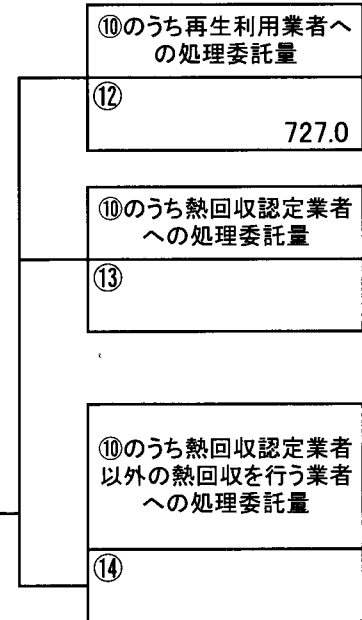 ⑩のうち再生利用業者へ
の処理委託量
⑫
727.0
⑩のうち熱回収認定業者
への処理委託量
⑬
⑩のうち熱回収認定業者
以外の熱回収を行う業者
への処理委託量
⑭